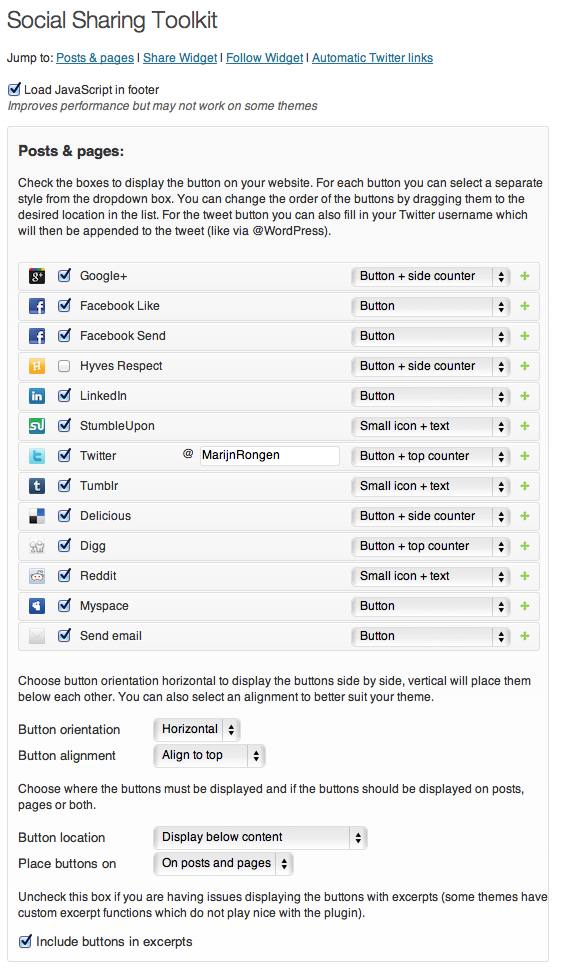 Social Sharing Toolkit
Jump to: Posts & pages | Share Widget | Follow Widget | Automatic Twitter links
Load JavaScript in footer
Improves performance but may not work on some themes
Posts & pages:
Check the boxes to display the button on your website. For each button you can select a separate
style from the dropdown box. You can change the order of the buttons by dragging them to the
desired location in the list. For the tweet button you can also fill in your Twitter username which
will then be appended to the tweet (like via @WordPress).
g+ Google+ Button + side counter +
f Facebook Like Button +
f Facebook Send Button +
H Hyves Respect Button + side counter +
in LinkedIn Button +
su StumbleUpon Small icon + text +
t Twitter @ MarijnRongen Button + top counter +
t Tumblr Small icon + text +
Delicious Button + side counter +
Digg Button + top counter +
Reddit Small icon + text +
Myspace Button +
Send email Button +
Choose button orientation horizontal to display the buttons side by side, vertical will place them
below each other. You can also select an alignment to better suit your theme.
Button orientation Horizontal
Button alignment Align to top
Choose where the buttons must be displayed and if the buttons should be displayed on posts,
pages or both.
Button location Display below content
Place buttons on On posts and pages
Uncheck this box if you are having issues displaying the buttons with excerpts (some themes have
custom excerpt functions which do not play nice with the plugin).
Include buttons in excerpts